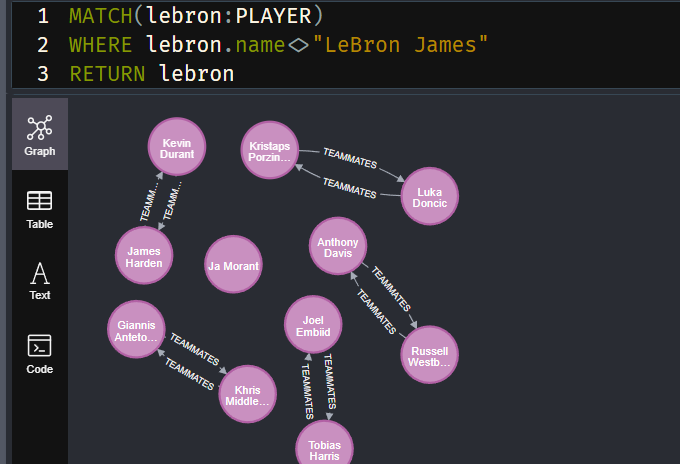 1 MATCH(lebron:PLAYER)
2 WHERE lebron.name<>"LeBron James"
3 RETURN lebron
Graph
Table
Text
Code
Kevin
Durant
Kristaps
Porzin...
TEAMMATES
TEAMMATES
Luka
Doncic
TEAMM...
TEAMM...
James
Harden
Ja Morant
Anthony
Davis
TEAMMATES
TEAMMATES
Russell
Westb...
Giannis
Anteto...
TEAMMATES
TEAMMATES
Khris
Middle...
Joel
Embiid
TEAMMATES
TEAMMATES
Tobias
Harris